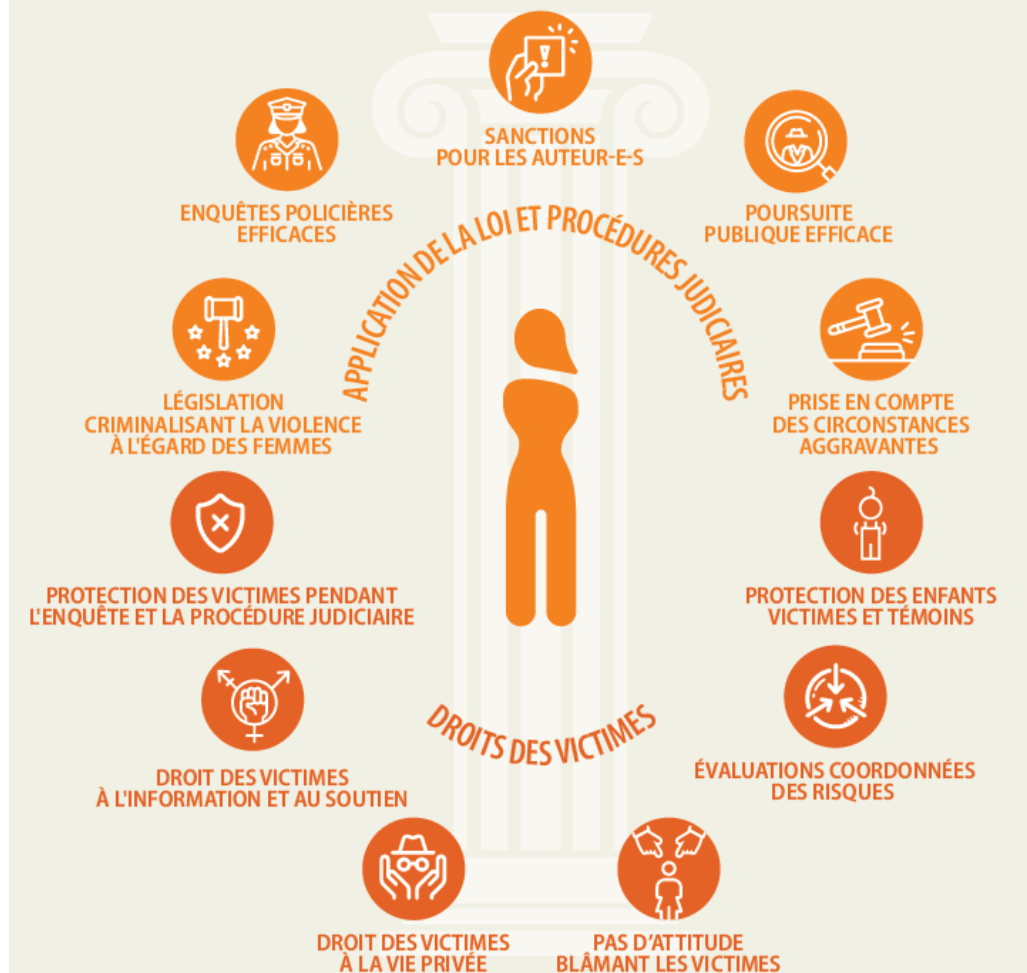 SANCTIONS
POUR LES AUTEUR-E-S
ENQUÊTES POLICIÈRES
EFFICACES
POURSUITE
PUBLIQUE EFFICACE
APPLICATION DE LA LOI ET PROCÉDURES JUDICIAIRES
LÉGISLATION
CRIMINALISANT LA VIOLENCE
À L'ÉGARD DES FEMMES
PRISE EN COMPTE
DES CIRCONSTANCES
AGGRAVANTES
PROTECTION DES VICTIMES PENDANT
L'ENQUÊTE ET LA PROCÉDURE JUDICIAIRE
PROTECTION DES ENFANTS
VICTIMES ET TÉMOINS
DROITS DES VICTIMES
DROIT DES VICTIMES
À L'INFORMATION ET AU SOUTIEN
ÉVALUATIONS COORDONNÉES
DES RISQUES
DROIT DES VICTIMES
À LA VIE PRIVÉE
PAS D’ATTITUDE
BLÂMANT LES VICTIMES